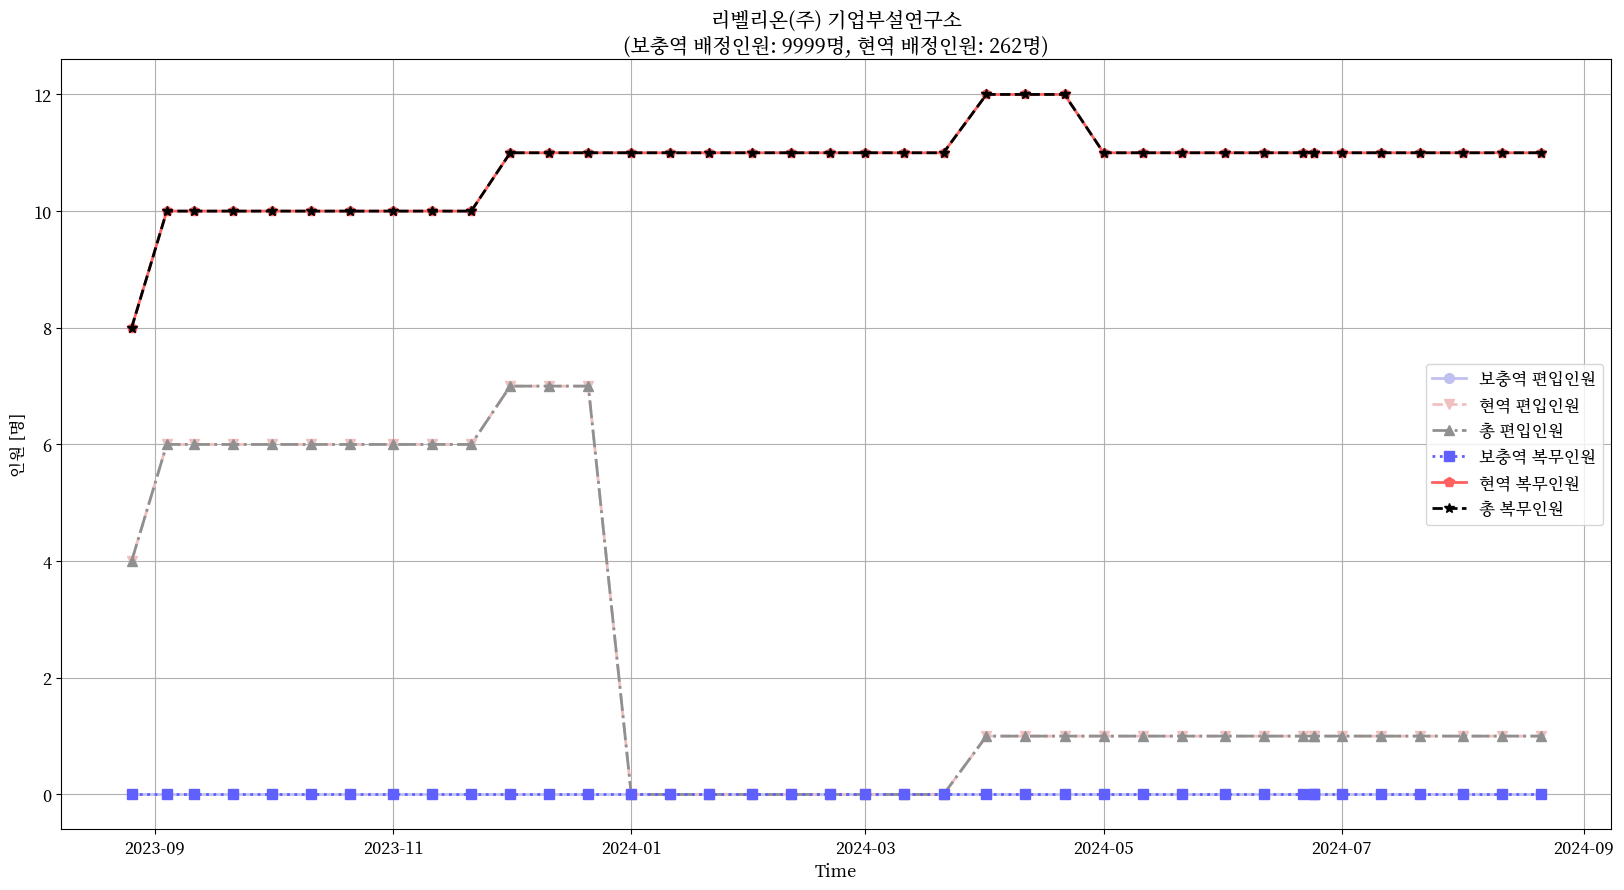 리벨리온(주) 기업부설연구소
(보충역 배정인원: 9999명, 현역 배정인원: 262명)
인원 [명]
12
10
8
6
4
2
0
보충역 편입인원
현역 편입인원
총 편입인원
보충역 복무인원
현역 복무인원
총 복무인원
2023-09 2023-11 2024-01 2024-03 2024-05 2024-07 2024-09
Time